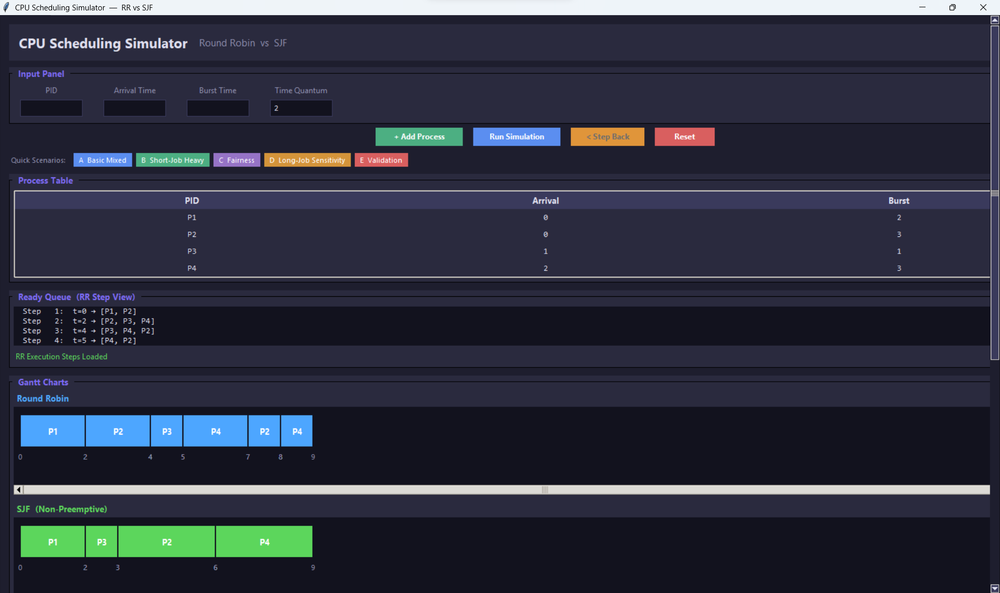 CPU Scheduling Simulator — RR vs SJF
CPU Scheduling Simulator Round Robin vs SJF
Input Panel
PID Arrival Time Burst Time Time Quantum
2
+ Add Process Run Simulation < Step Back Reset
Quick Scenarios: A Basic Mixed B Short-Job Heavy C Fairness D Long-Job Sensitivity E Validation
Process Table
PID Arrival Burst
P1 0 2
P2 0 3
P3 1 1
P4 2 3
Ready Queue (RR Step View)
Step 1: t=0 → [P1, P2]
Step 2: t=2 → [P2, P3, P4]
Step 3: t=4 → [P3, P4, P2]
Step 4: t=5 → [P4, P2]
RR Execution Steps Loaded
Gantt Charts
Round Robin
P1 P2 P3 P4 P2 P4
0 2 4 5 7 8 9
SJF (Non-Preemptive)
P1 P3 P2 P4
0 2 3 6 9